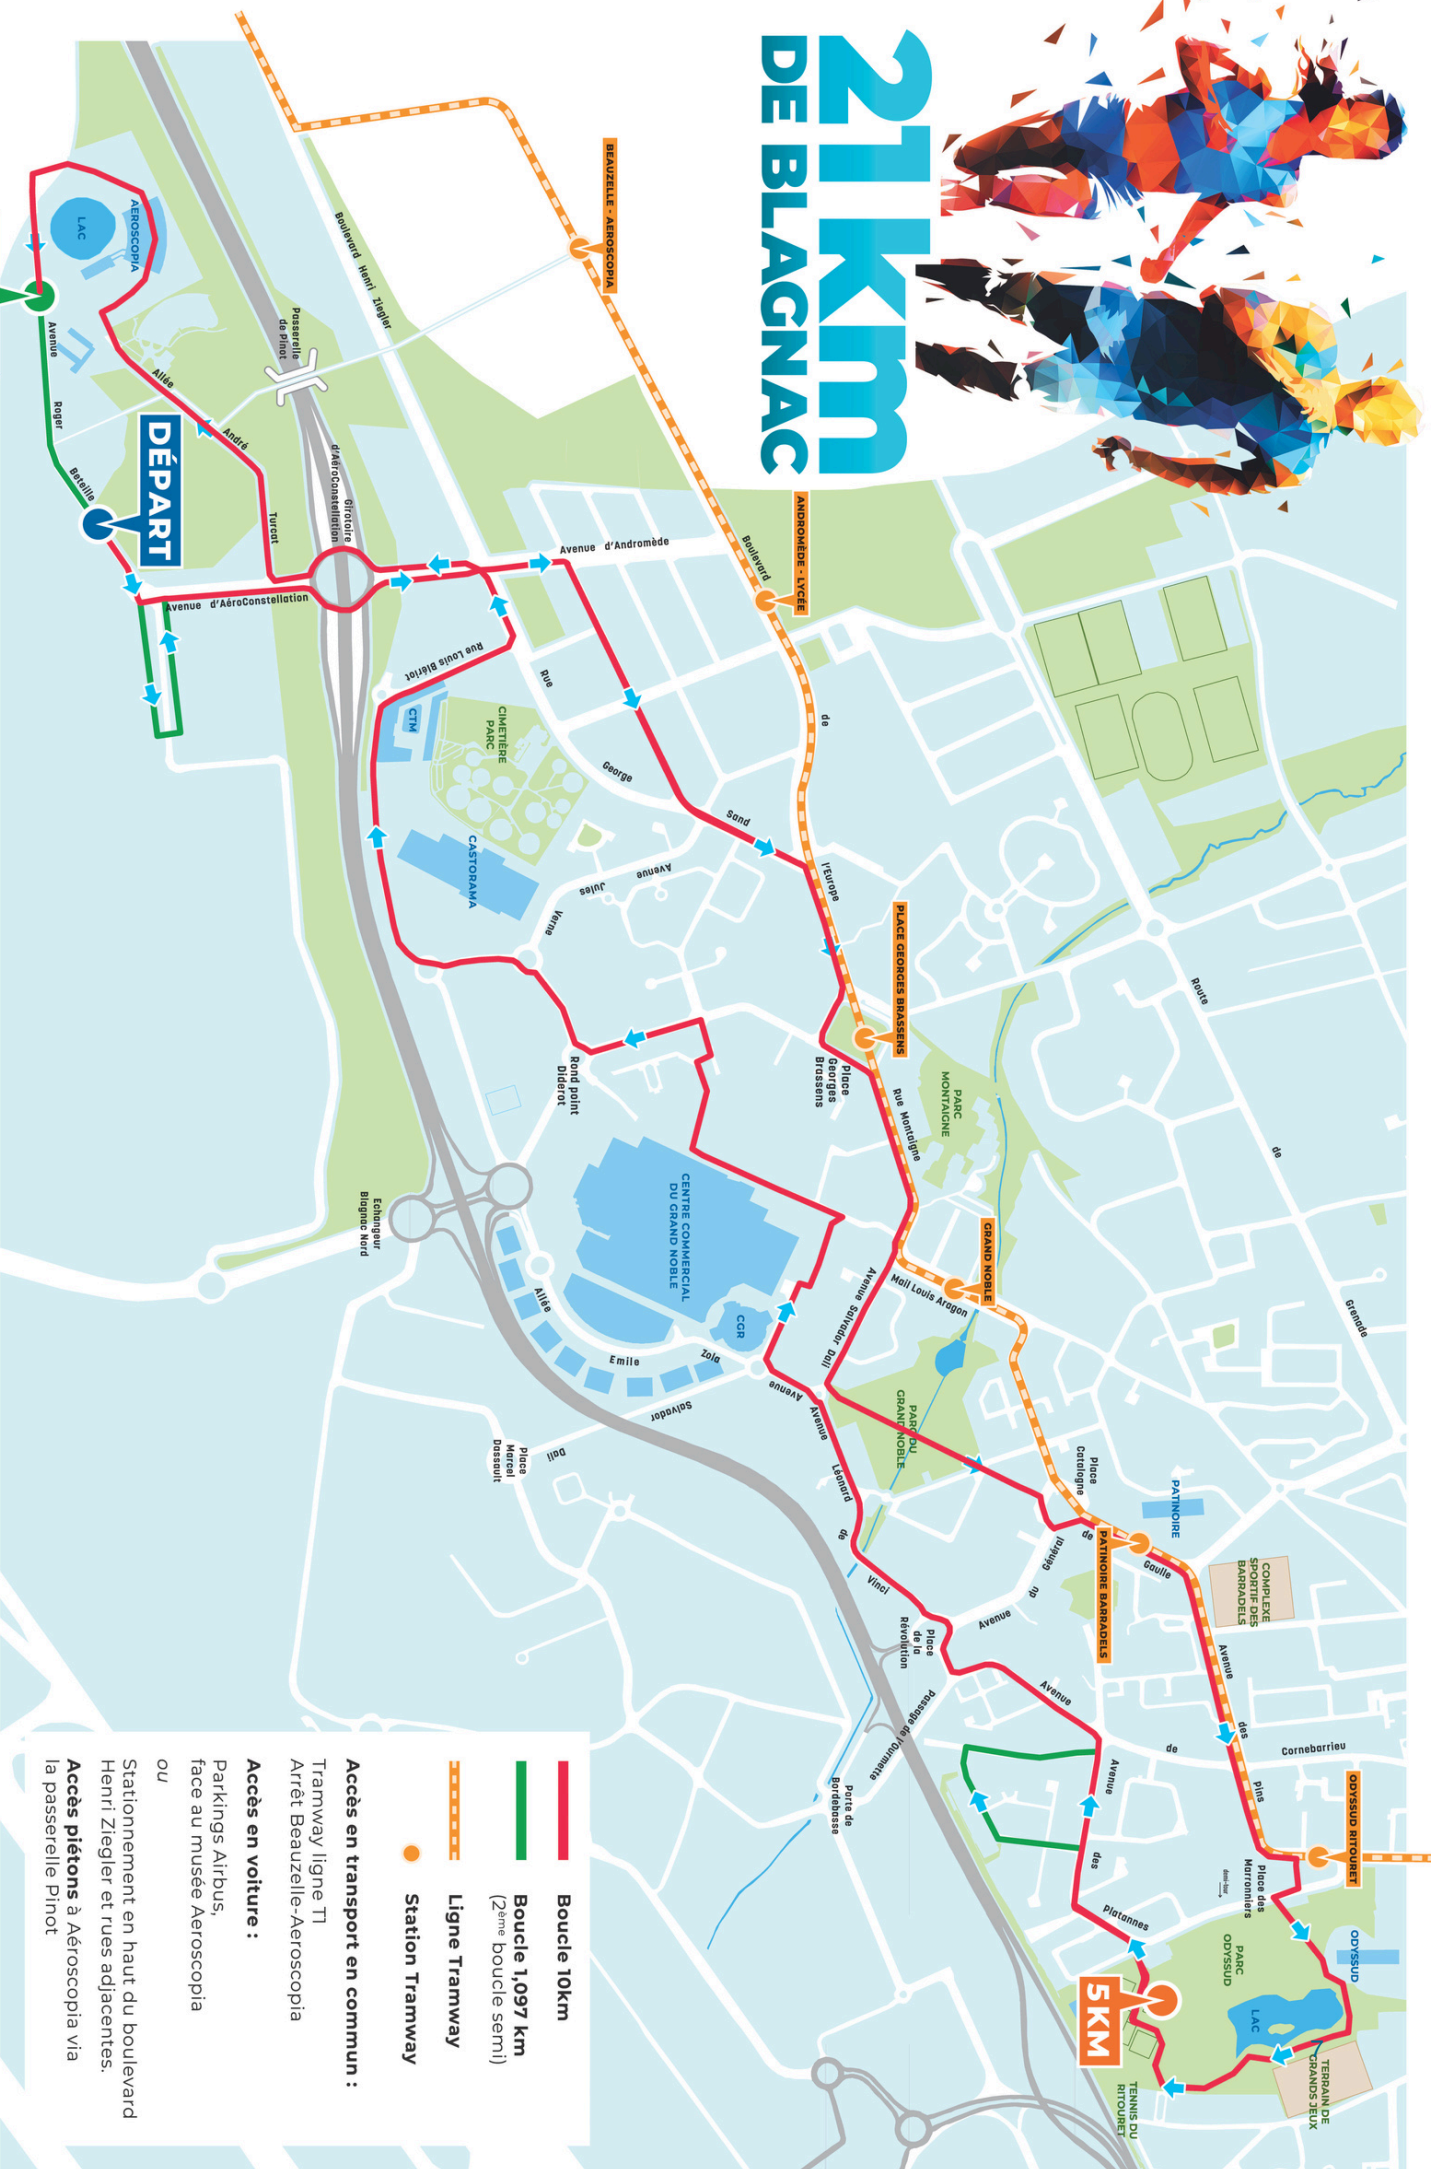 21km
DE BLAGNAC
BEAUZELLE - AEROSCOPIA
ANDROMÈDE - LYCÉE
PLACE GEORGES BRASSENS
GRAND NOBLE
PATINOIRE BARRADELS
ODYSSUD RITOURET
AEROSCOPIA
LAC
Boulevard Henri Ziegler
Passerelle
de Pinot
Allée
André
Turcat
Avenue
Roger
Béteille
DÉPART
Girotoire
d'AéroConstellation
Avenue d'AéroConstellation
Avenue d'Andromède
Boulevard
de
l'Europe
Rue Louis Blériot
CTM
CIMETIÈRE
PARC
CASTORAMA
Rue
George
Sand
Avenue
Jules
Verne
Place
Georges
Brassens
Rue Montaigne
PARC
MONTAIGNE
Route
de
Grenade
Rond point
Diderot
Echangeur
Blagnac Nord
CENTRE COMMERCIAL
DU GRAND NOBLE
CGR
Allée
Emile
Zola
Mail Louis Aragon
Avenue Salvador Dali
PARC DU
GRAND NOBLE
Avenue
Salvador
Dali
Place
Marcel
Dassault
Avenue
Léonard
de
Vinci
Place
Catalogne
PATINOIRE
COMPLEXE
SPORTIF DES
BARRADELS
Avenue
du
Général
de
Gaulle
Place
de la
Révolution
Passage de l'Ourmette
Porte de
Bordebasse
Avenue
des
Pins
Avenue
de
Cornebarrieu
Avenue
des
Platannes
Place des
Marronniers
demi-tour
ODYSSUD
PARC
ODYSSUD
LAC
5KM
TERRAIN DE
GRANDS JEUX
TENNIS DU
RITOURET
Boucle 10km
Boucle 1,097 km
(2ème boucle semi)
Ligne Tramway
Station Tramway
Accès en transport en commun :
Tramway ligne T1
Arrêt Beauzelle-Aeroscopia
Accès en voiture :
Parkings Airbus,
face au musée Aeroscopia
ou
Stationnement en haut du boulevard
Henri Ziegler et rues adjacentes.
Accès piétons à Aéroscopia via
la passerelle Pinot